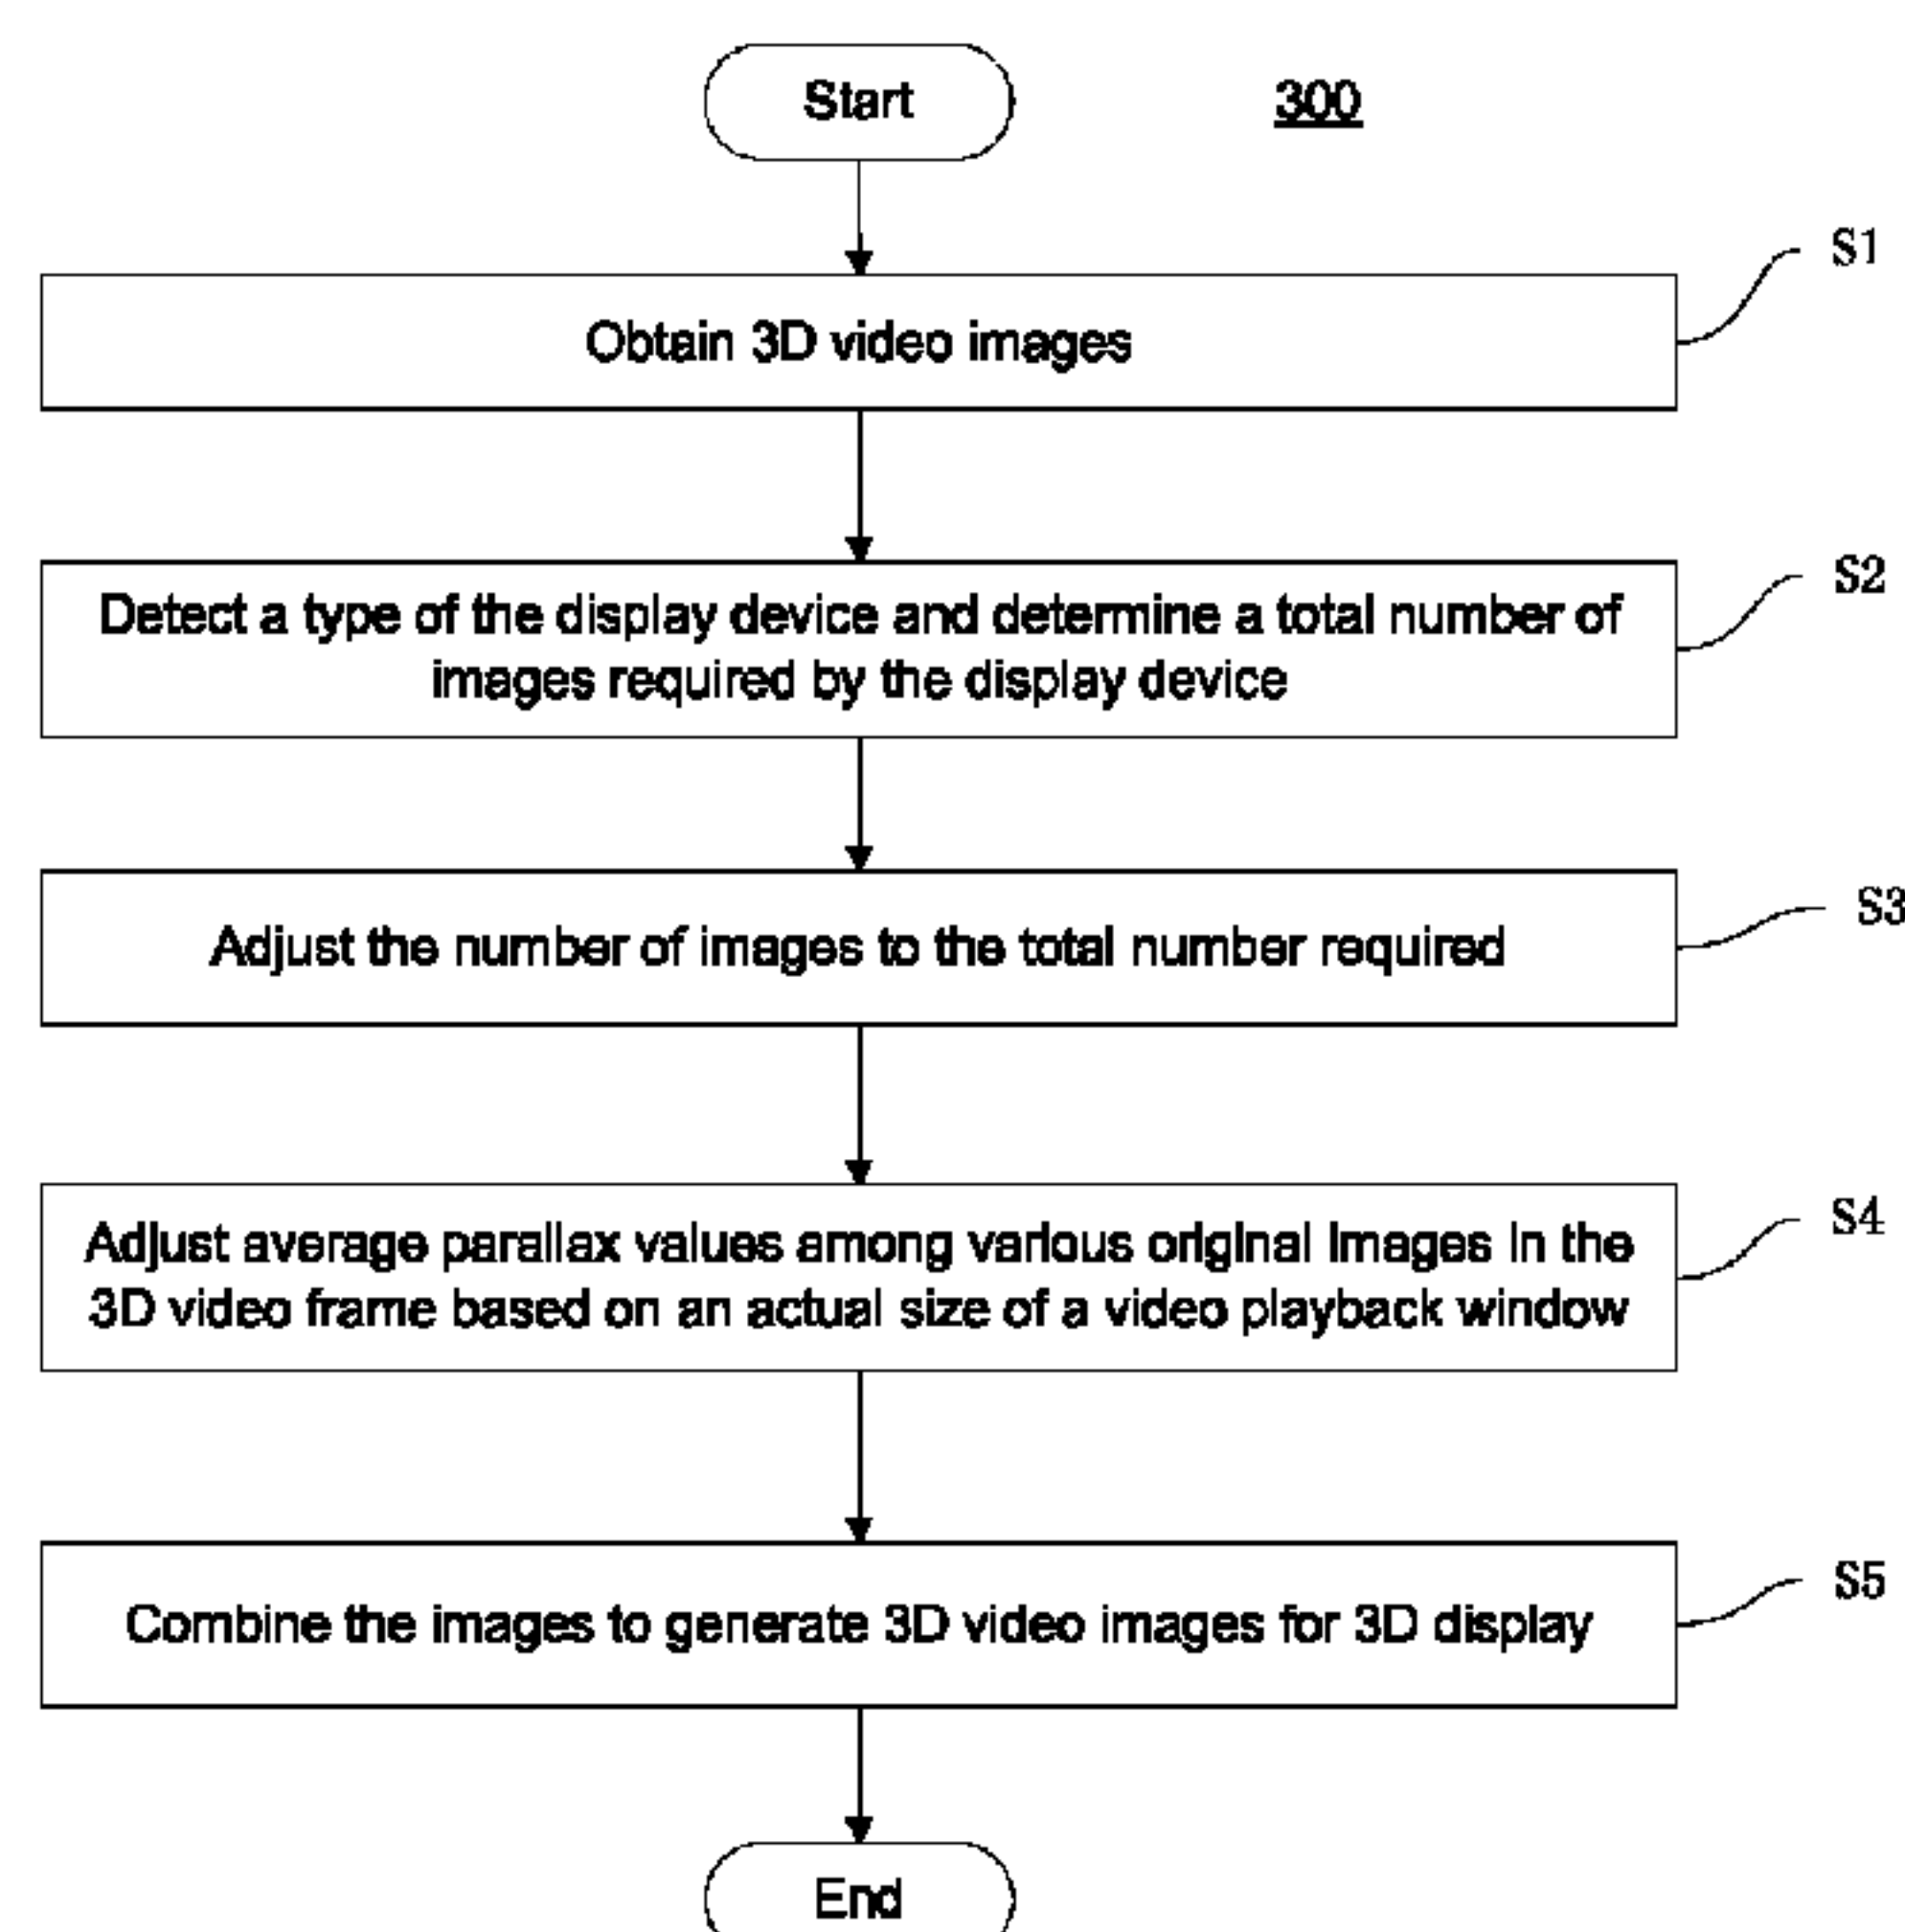 Start
300
S1
Obtain 3D video images
S2
Detect a type of the display device and determine a total number of
images required by the display device
S3
Adjust the number of images to the total number required
S4
Adjust average parallax values among various original images in the
3D video frame based on an actual size of a video playback window
S5
Combine the images to generate 3D video images for 3D display
End